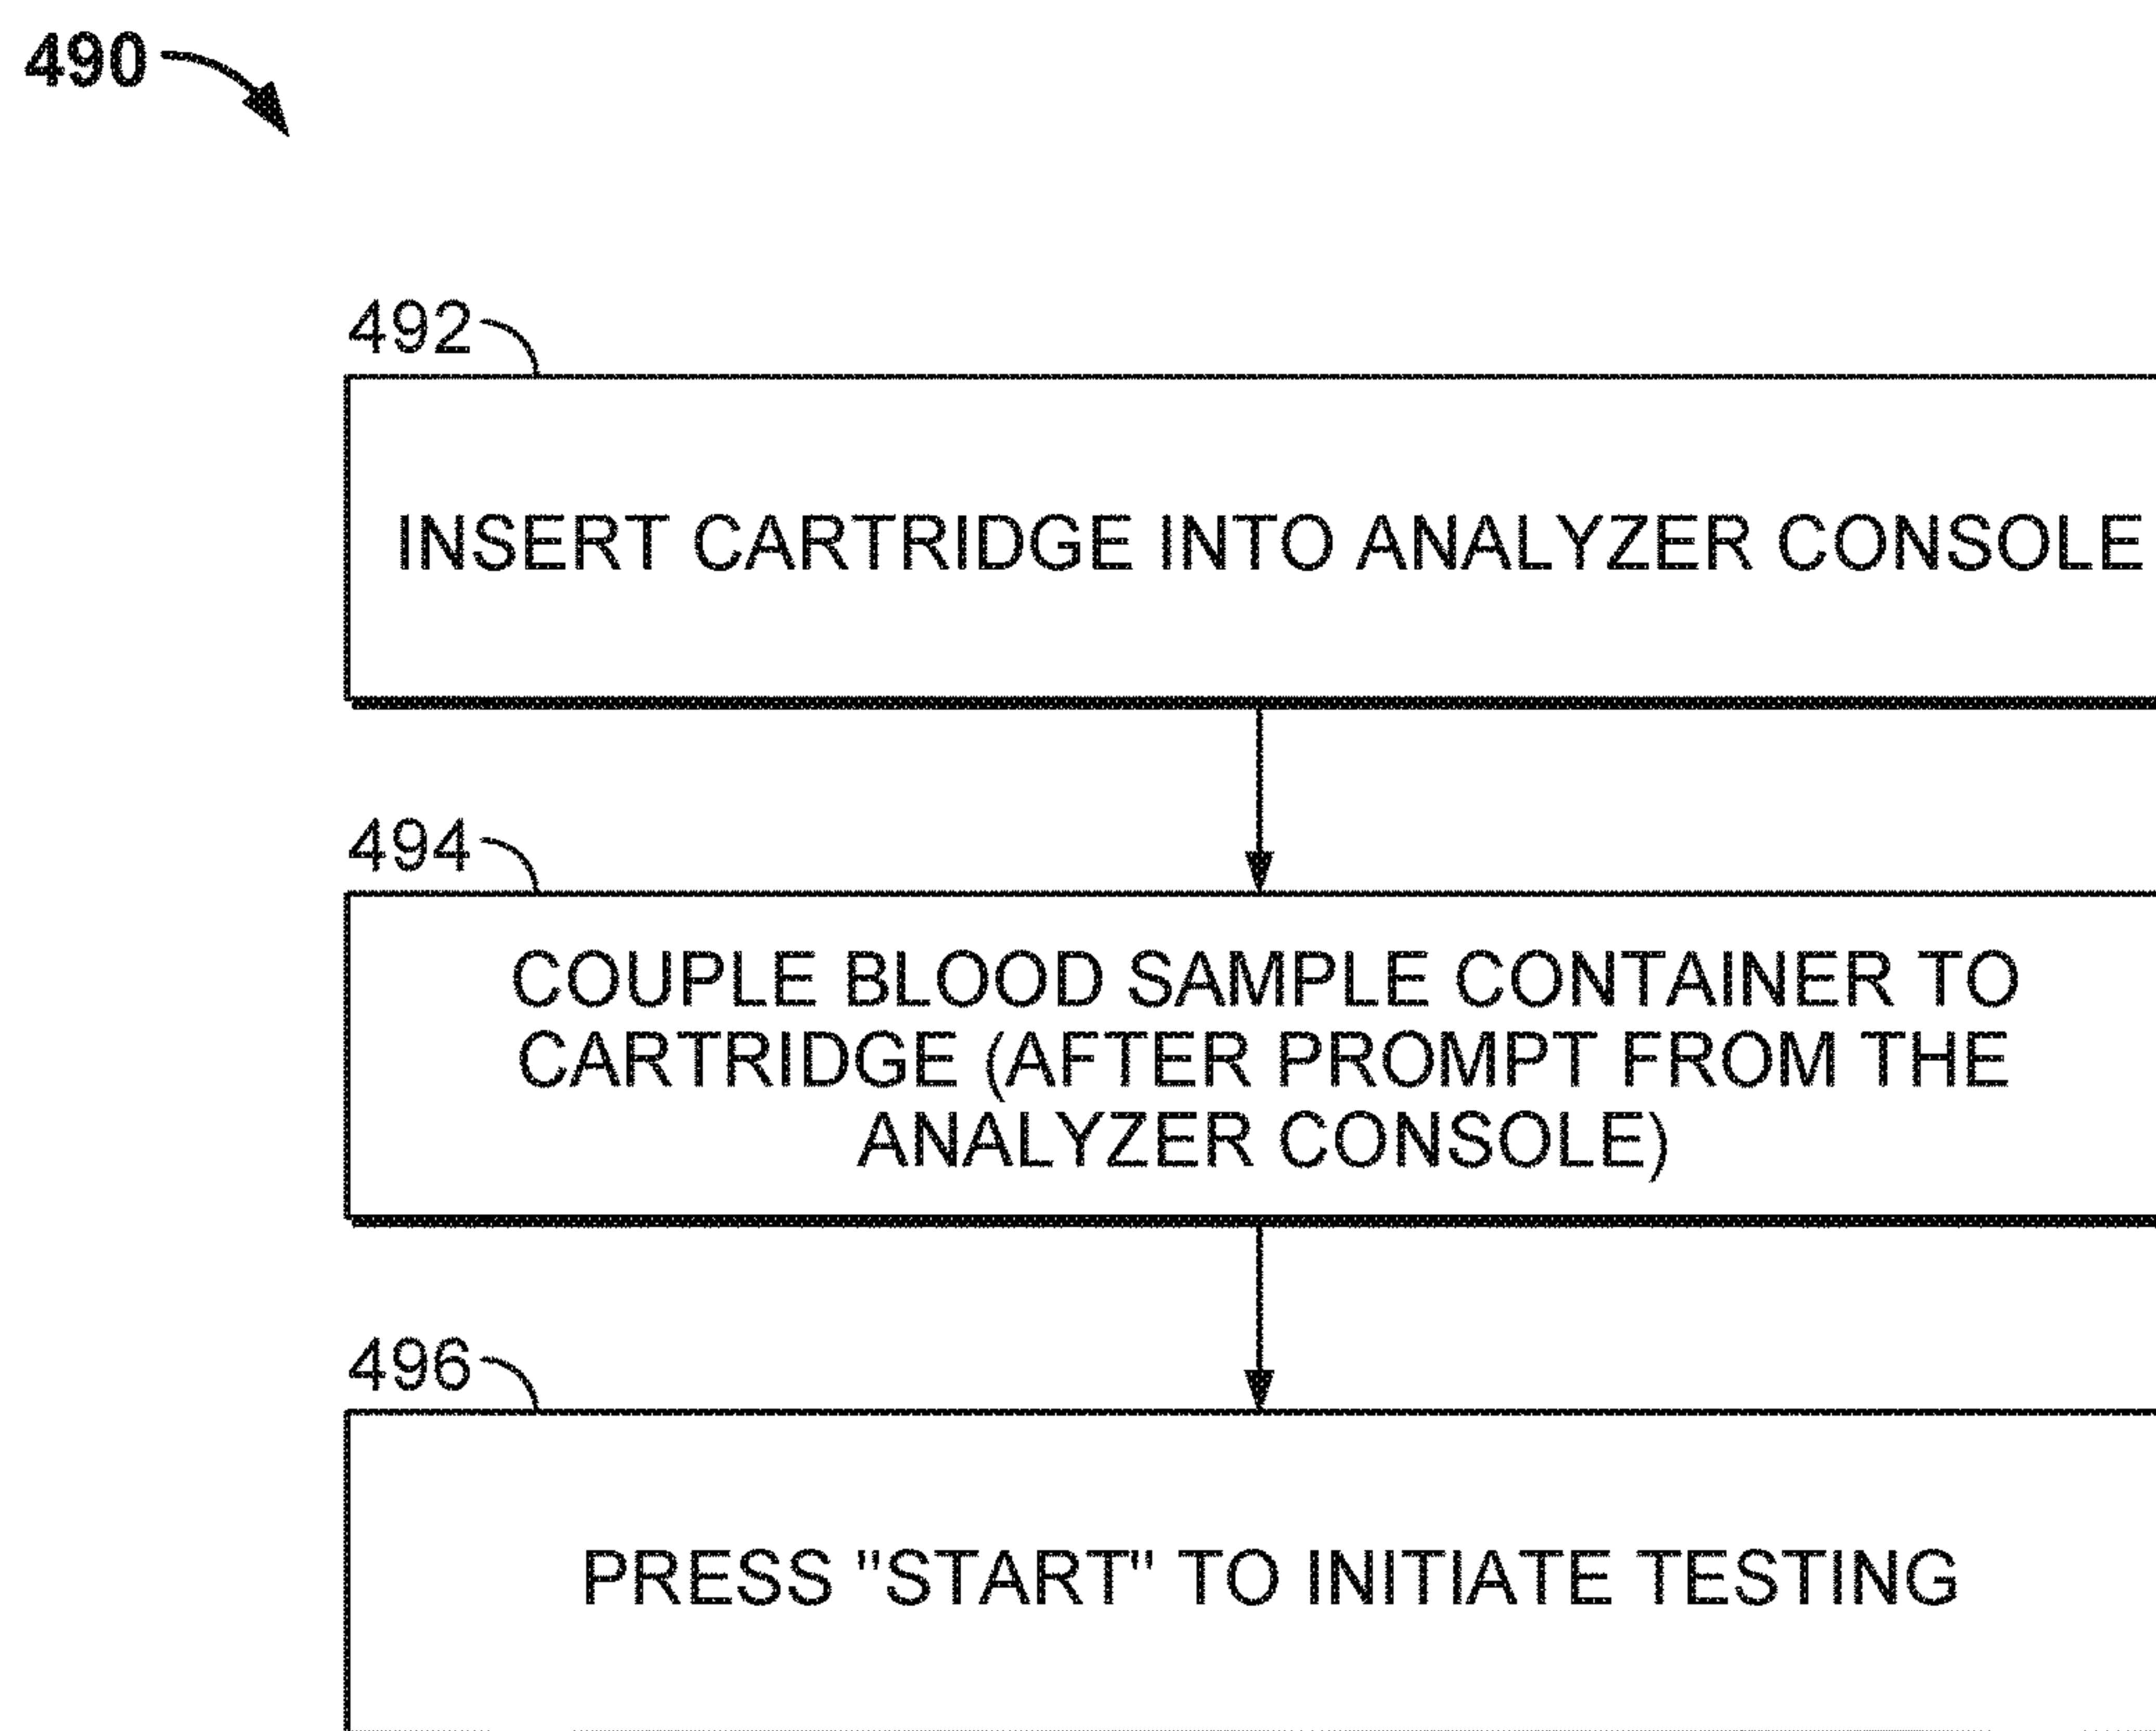 490
492
INSERT CARTRIDGE INTO ANALYZER CONSOLE
494
COUPLE BLOOD SAMPLE CONTAINER TO
CARTRIDGE (AFTER PROMPT FROM THE
ANALYZER CONSOLE)
496
PRESS "START" TO INITIATE TESTING